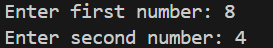 Enter first number: 8
Enter second number: 4